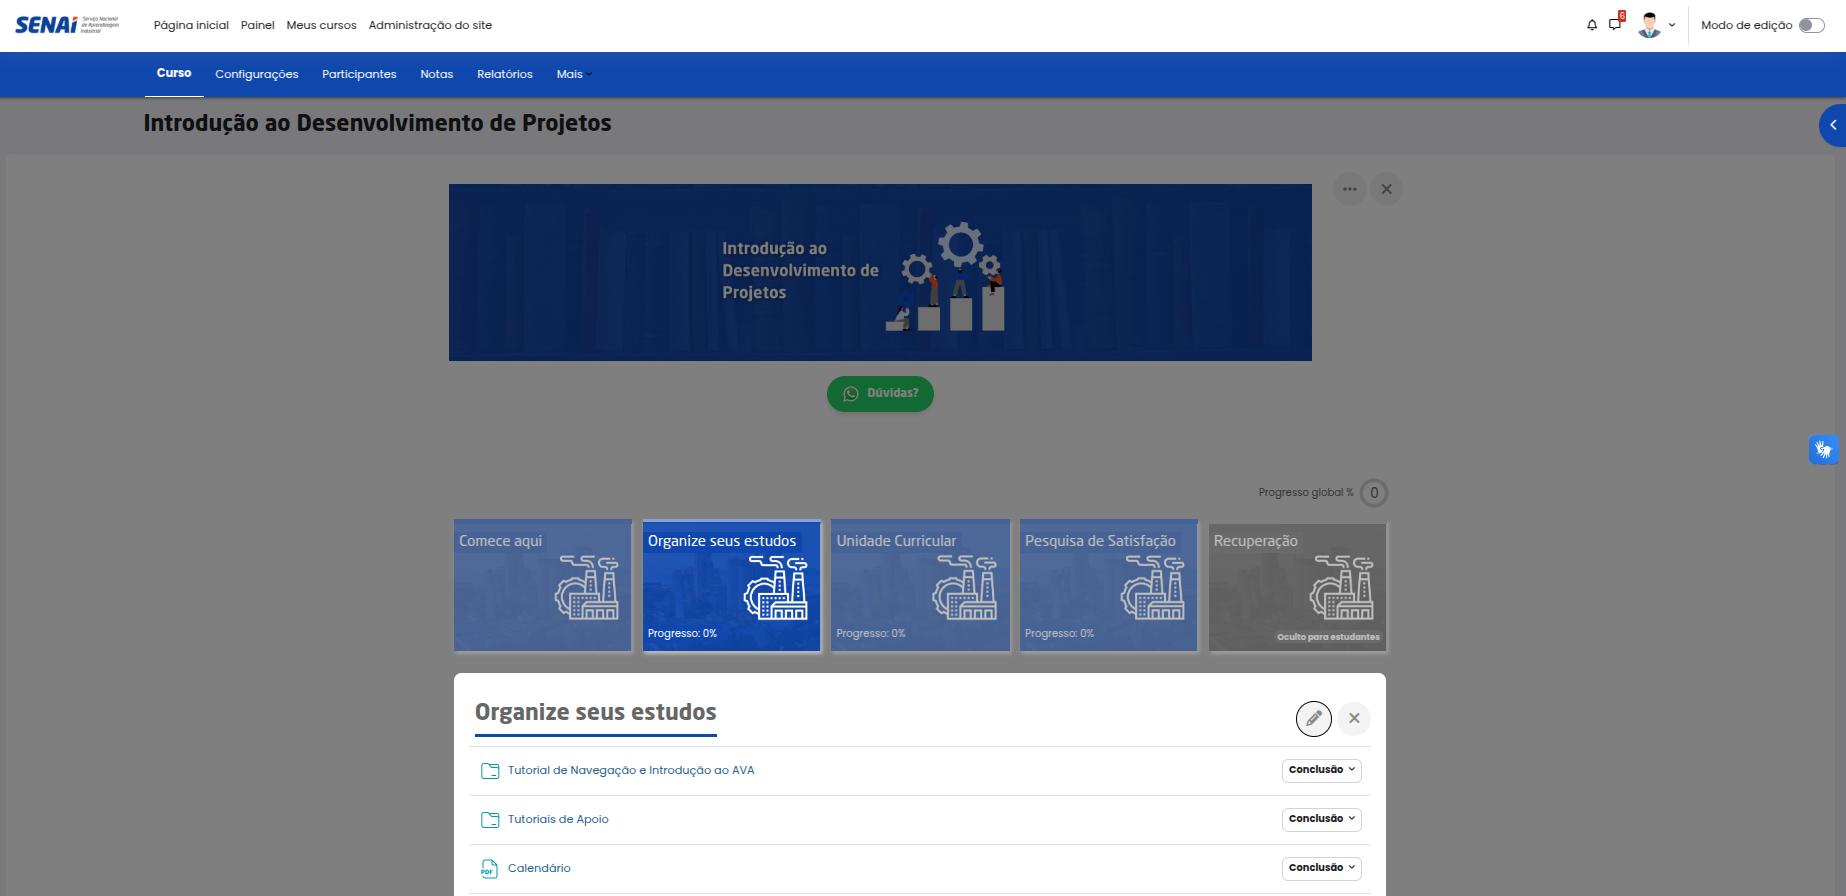 SENAI Serviço Nacional de Aprendizagem Industrial
Página inicial Painel Meus cursos Administração do site
6
Modo de edição
Curso Configurações Participantes Notas Relatórios Mais
Introdução ao Desenvolvimento de Projetos
Introdução ao
Desenvolvimento de
Projetos
Dúvidas?
Progresso global % 0
Comece aqui
Organize seus estudos
Progresso: 0%
Unidade Curricular
Progresso: 0%
Pesquisa de Satisfação
Progresso: 0%
Recuperação
Oculto para estudantes
Organize seus estudos
Tutorial de Navegação e Introdução ao AVA Conclusão
Tutoriais de Apoio Conclusão
PDF Calendário Conclusão